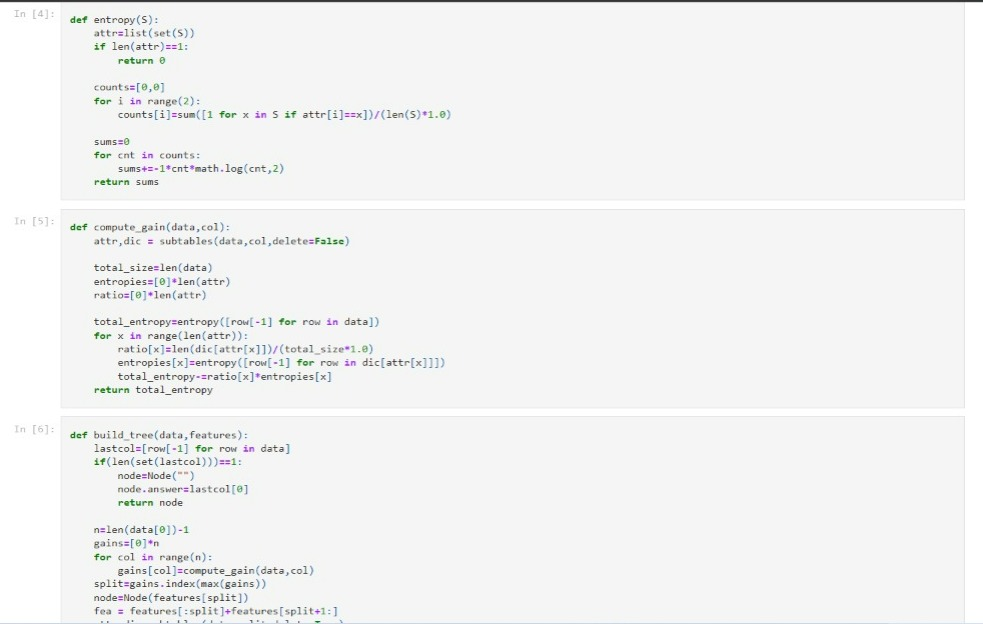 In [4]:
def entropy(S):
    attr=list(set(S))
    if len(attr)==1:
        return 0
    counts=[0,0]
    for i in range(2):
        counts[i]=sum([1 for x in S if attr[i]==x])/(len(S)*1.0)
    sums=0
    for cnt in counts:
        sums+=-1*cnt*math.log(cnt,2)
    return sums
In [5]:
def compute_gain(data,col):
    attr,dic = subtables(data,col,delete=False)
    total_size=len(data)
    entropies=[0]*len(attr)
    ratio=[0]*len(attr)
    total_entropy=entropy([row[-1] for row in data])
    for x in range(len(attr)):
        ratio[x]=len(dic[attr[x]])/(total_size*1.0)
        entropies[x]=entropy([row[-1] for row in dic[attr[x]]])
        total_entropy-=ratio[x]*entropies[x]
    return total_entropy
In [6]:
def build_tree(data,features):
    lastcol=[row[-1] for row in data]
    if(len(set(lastcol)))==1:
        node=Node("")
        node.answer=lastcol[0]
        return node
    n=len(data[0])-1
    gains=[0]*n
    for col in range(n):
        gains[col]=compute_gain(data,col)
    split=gains.index(max(gains))
    node=Node(features[split])
    fea = features[:split]+features[split+1:]